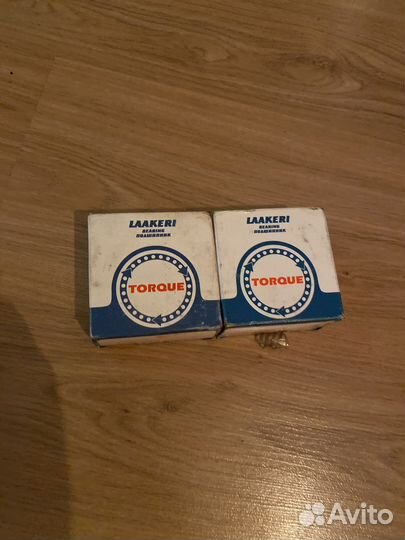 LAAKERI
BEARING
ПОДШИПНИК
TORQUE
LAAKERI
BEARING
ПОДШИПНИК
TORQUE
Avito